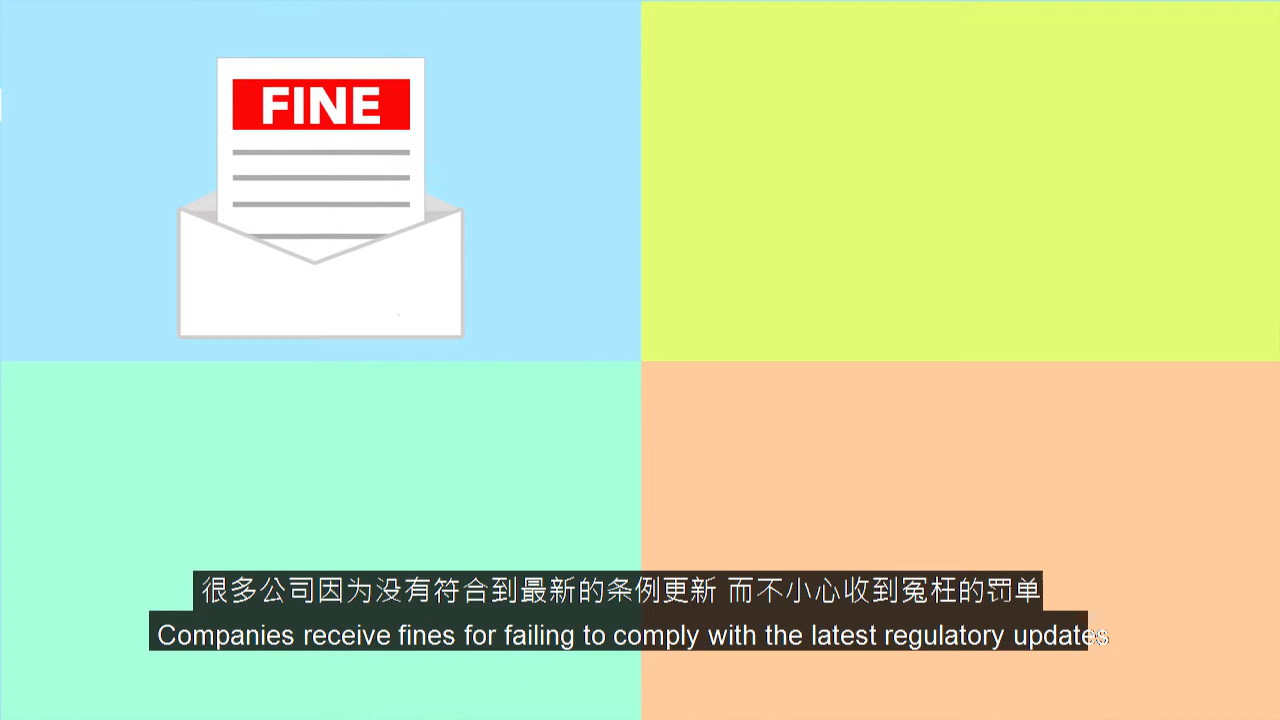 FINE
很多公司因为没有符合到最新的条例更新 而不小心收到冤枉的罚单
Companies receive fines for failing to comply with the latest regulatory updates